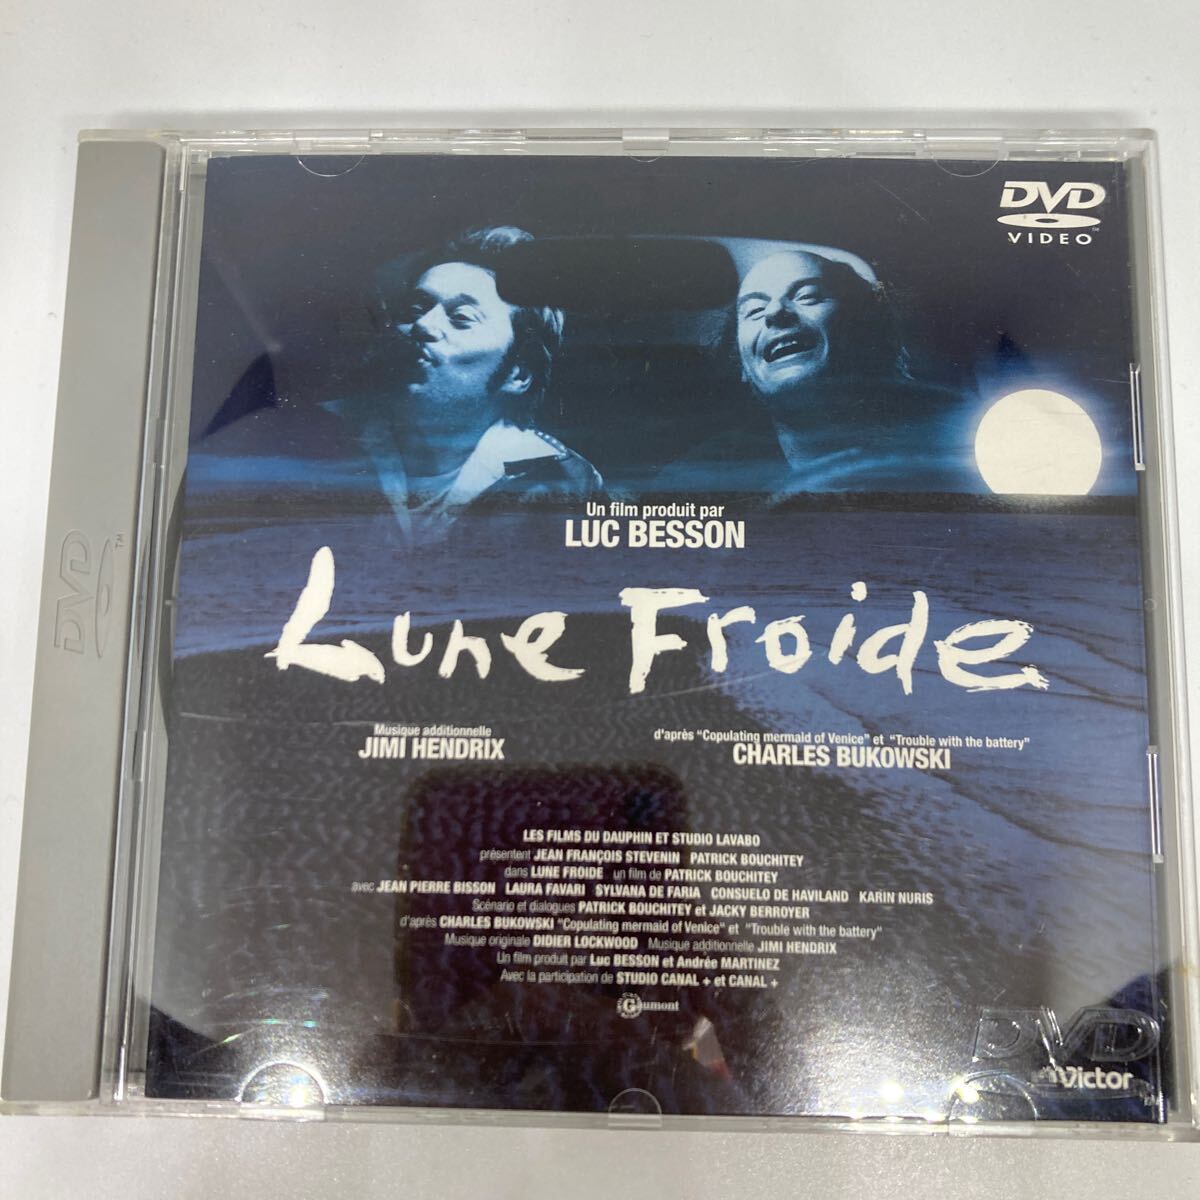 DVD
VIDEO
Un film produit par
LUC BESSON
Lune Froide
Musique additionnelle
JIMI HENDRIX
d'après "Copulating mermaid of Venice" et "Trouble with the battery"
CHARLES BUKOWSKI
LES FILMS DU DAUPHIN ET STUDIO LAVABO
présentent JEAN FRANÇOIS STEVENIN PATRICK BOUCHITEY
dans LUNE FROIDE un film de PATRICK BOUCHITEY
avec JEAN PIERRE BISSON LAURA FAVARI SYLVANA DE FARIA CONSUELO DE HAVILAND KARIN NURIS
Scénario et dialogues PATRICK BOUCHITEY et JACKY BERROYER
d'après CHARLES BUKOWSKI "Copulating mermaid of Venice" et "Trouble with the battery"
Musique originale DIDIER LOCKWOOD Musique additionnelle JIMI HENDRIX
Un film produit par Luc BESSON et Andrée MARTINEZ
Avec la participation de STUDIO CANAL + et CANAL +
Gaumont
DVD
Victor
DVD TM